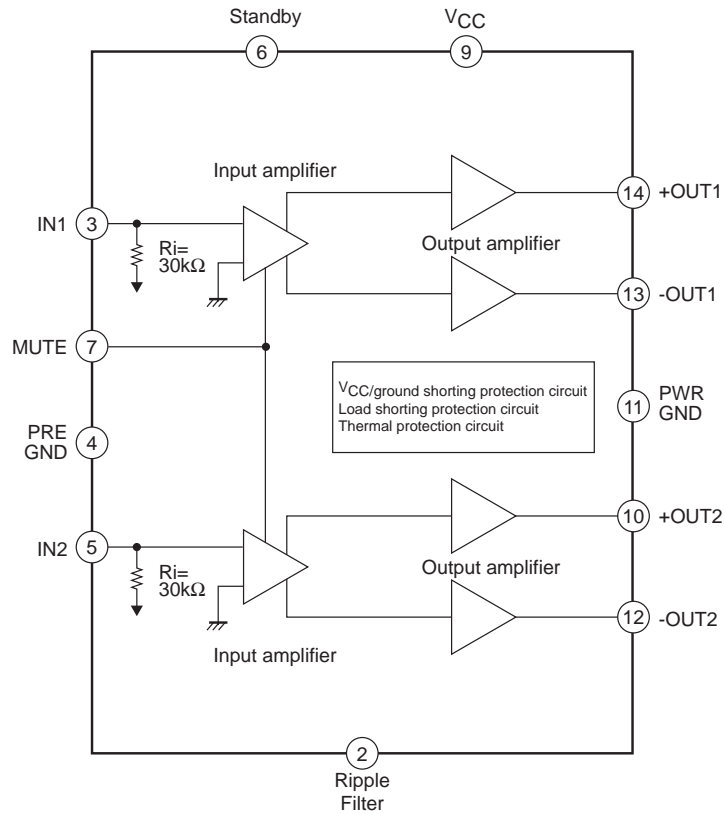 Standby
VCC
6
9
Input amplifier
14
+OUT1
IN1
3
Ri=
30kΩ
Output amplifier
13
-OUT1
MUTE
7
VCC/ground shorting protection circuit
Load shorting protection circuit
Thermal protection circuit
11
PWR
GND
PRE
GND
4
10
+OUT2
IN2
5
Ri=
30kΩ
Output amplifier
12
-OUT2
Input amplifier
2
Ripple
Filter